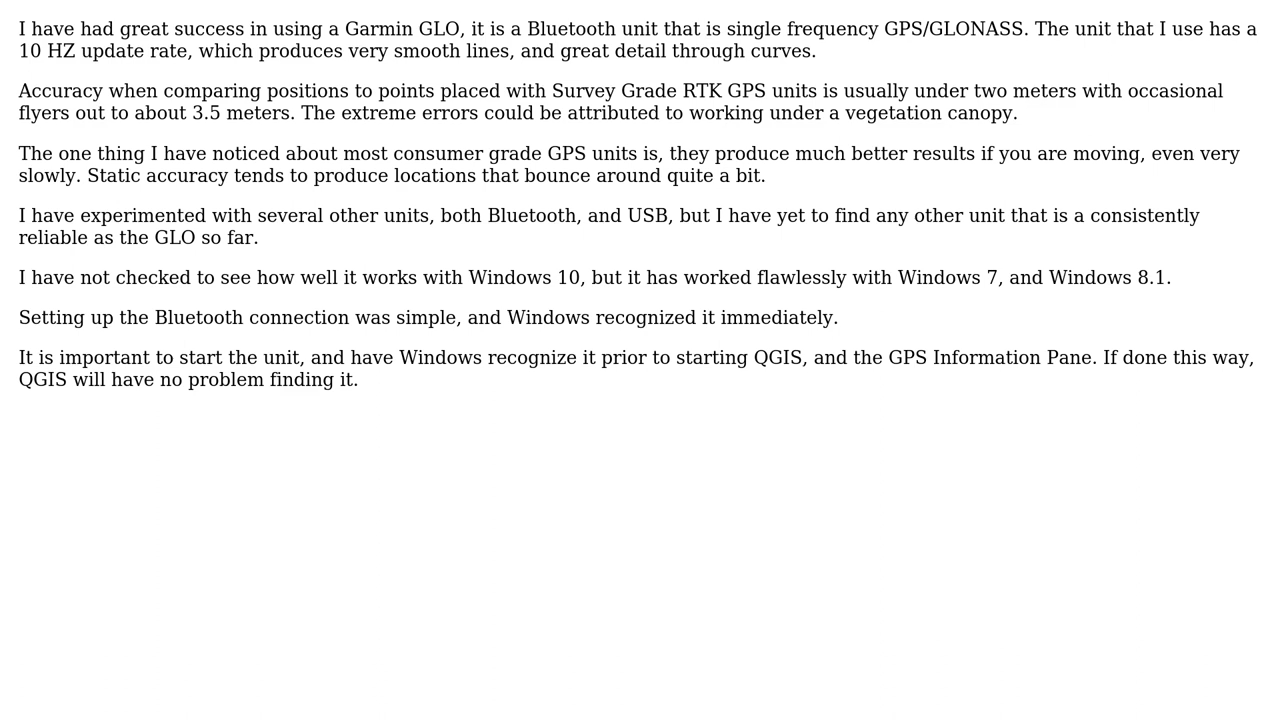 I have had great success in using a Garmin GLO, it is a Bluetooth unit that is single frequency GPS/GLONASS. The unit that I use has a
10 HZ update rate, which produces very smooth lines, and great detail through curves.
Accuracy when comparing positions to points placed with Survey Grade RTK GPS units is usually under two meters with occasional
flyers out to about 3.5 meters. The extreme errors could be attributed to working under a vegetation canopy.
The one thing I have noticed about most consumer grade GPS units is, they produce much better results if you are moving, even very
slowly. Static accuracy tends to produce locations that bounce around quite a bit.
I have experimented with several other units, both Bluetooth, and USB, but I have yet to find any other unit that is a consistently
reliable as the GLO so far.
I have not checked to see how well it works with Windows 10, but it has worked flawlessly with Windows 7, and Windows 8.1.
Setting up the Bluetooth connection was simple, and Windows recognized it immediately.
It is important to start the unit, and have Windows recognize it prior to starting QGIS, and the GPS Information Pane. If done this way,
QGIS will have no problem finding it.